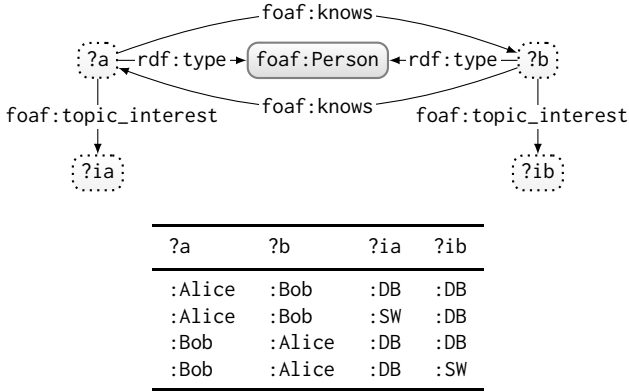 foaf:knows
?a rdf:type foaf:Person rdf:type ?b
foaf:knows
foaf:topic_interest foaf:topic_interest
?ia ?ib
?a ?b ?ia ?ib
:Alice :Bob :DB :DB
:Alice :Bob :SW :DB
:Bob :Alice :DB :DB
:Bob :Alice :DB :SW